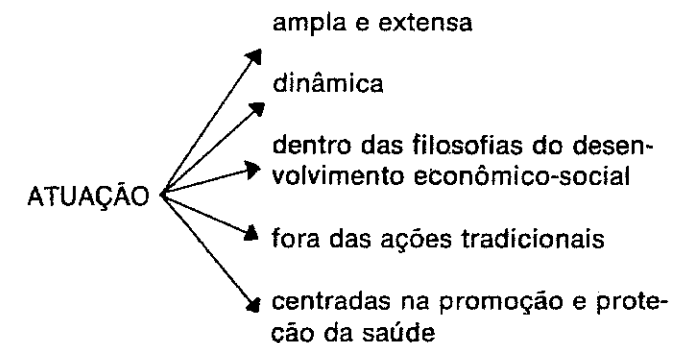 ampla e extensa
dinâmica
dentro das filosofias do desen-
volvimento econômico-social
ATUAÇÃO
fora das ações tradicionais
centradas na promoção e prote-
ção da saúde